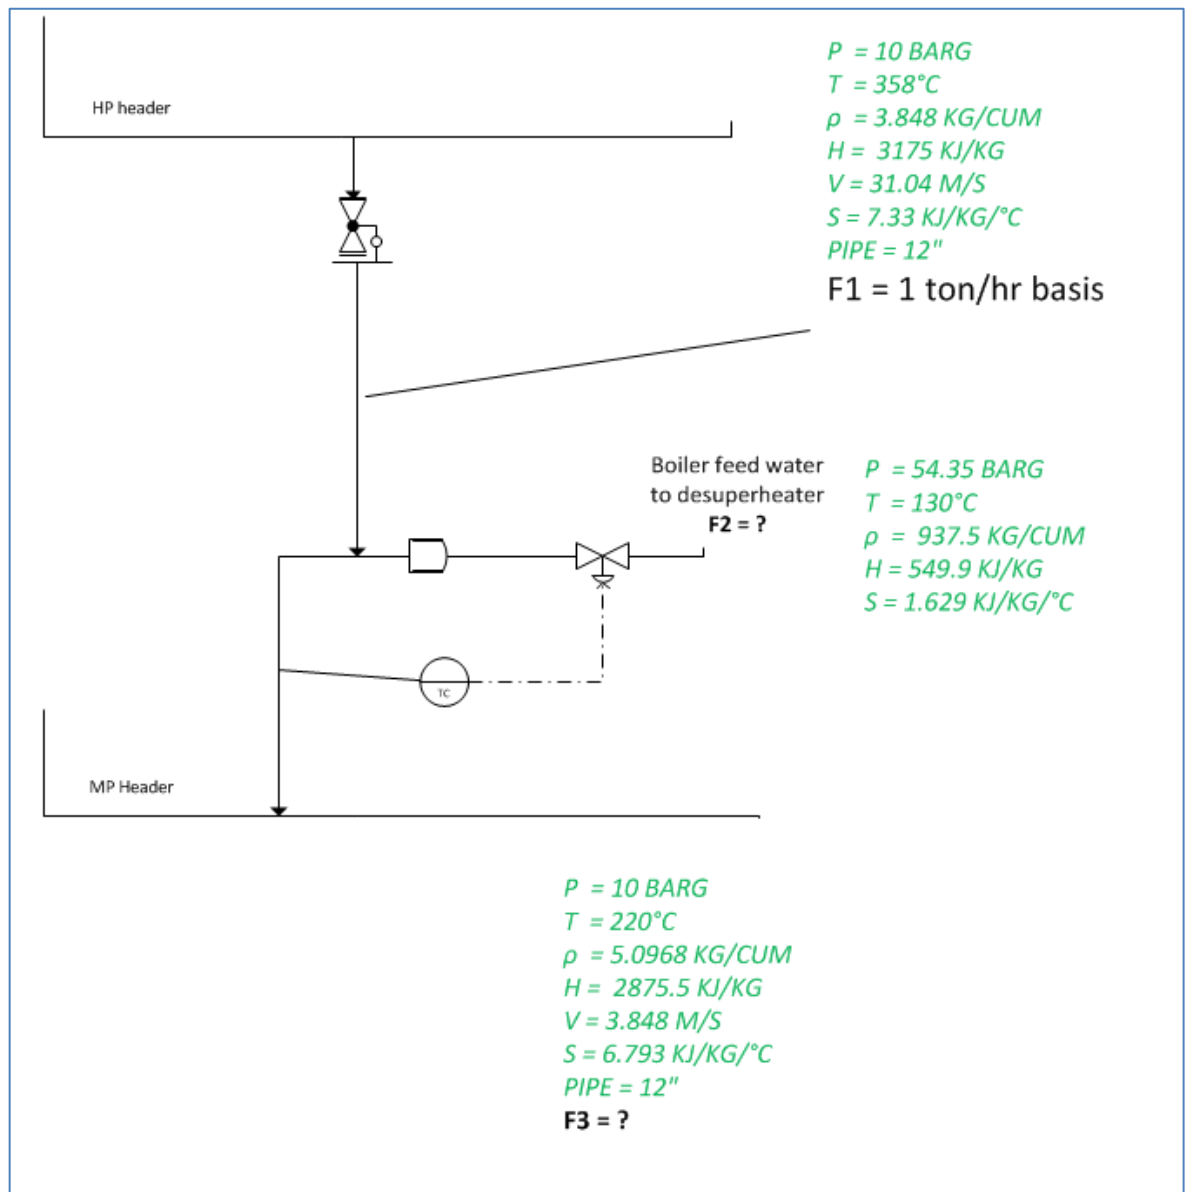 HP header
P = 10 BARG
T = 358°C
ρ = 3.848 KG/CUM
H = 3175 KJ/KG
V = 31.04 M/S
S = 7.33 KJ/KG/°C
PIPE = 12"
F1 = 1 ton/hr basis
Boiler feed water
to desuperheater
F2 = ?
P = 54.35 BARG
T = 130°C
ρ = 937.5 KG/CUM
H = 549.9 KJ/KG
S = 1.629 KJ/KG/°C
TC
MP Header
P = 10 BARG
T = 220°C
ρ = 5.0968 KG/CUM
H = 2875.5 KJ/KG
V = 3.848 M/S
S = 6.793 KJ/KG/°C
PIPE = 12"
F3 = ?